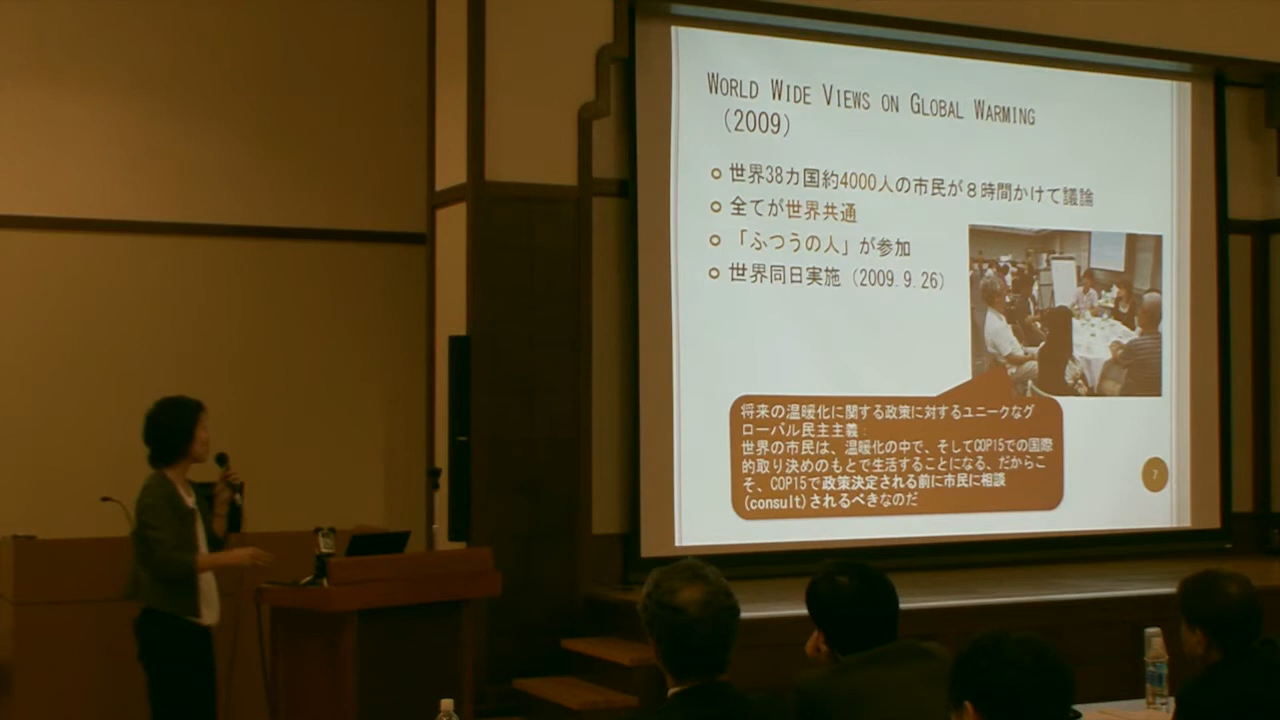 WORLD WIDE VIEWS ON GLOBAL WARMING
（2009）
世界38カ国約4000人の市民が８時間かけて議論
全てが世界共通
「ふつうの人」が参加
世界同日実施（2009.9.26）
将来の温暖化に関する政策に対するユニークなグ
ローバル民主主義：
世界の市民は、温暖化の中で、そしてCOP15での国際
的取り決めのもとで生活することになる、だからこ
そ、COP15で政策決定される前に市民に相談
(consult)されるべきなのだ
7